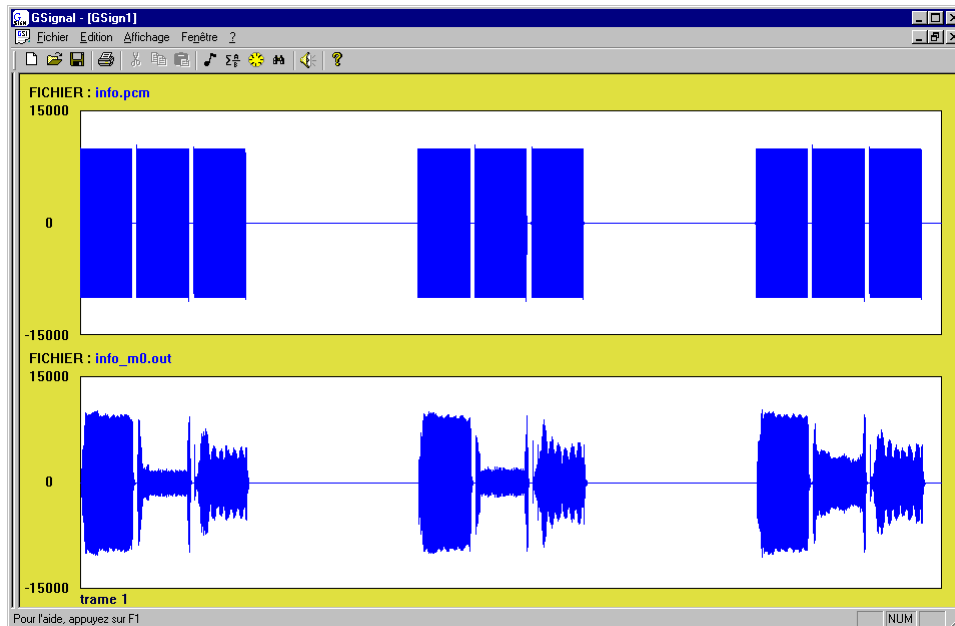 GSignal - [GSign1]
Fichier Edition Affichage Fenêtre ?
FICHIER : info.pcm
15000
0
-15000
FICHIER : info_m0.out
15000
0
-15000
trame 1
Pour l'aide, appuyez sur F1
NUM